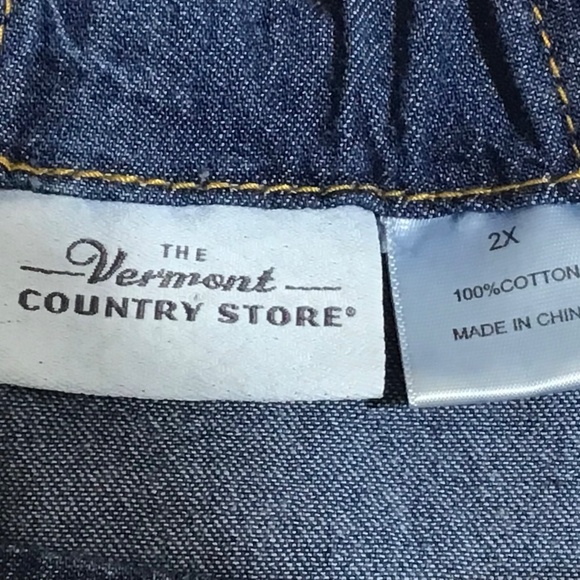 THE
Vermont
COUNTRY STORE®
2X
100%COTTON
MADE IN CHIN